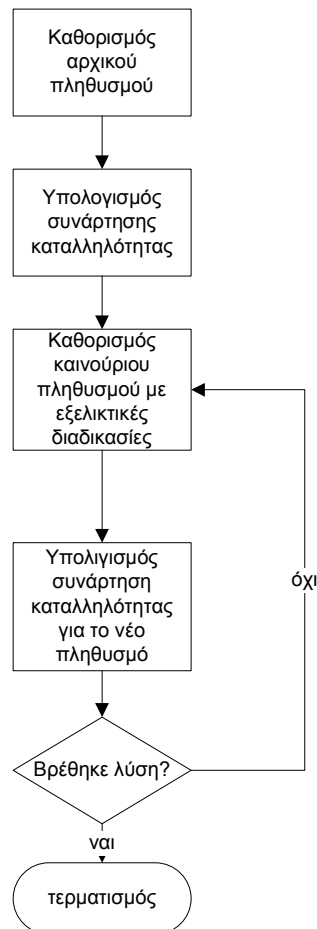 Καθορισμός
αρχικού
πληθυσμού
Υπολογισμός
συνάρτησης
καταλληλότητας
Καθορισμός
καινούριου
πληθυσμού με
εξελικτικές
διαδικασίες
Υπολιγισμός
συνάρτηση
καταλληλότητας
για το νέο
πληθυσμό
όχι
Βρέθηκε λύση?
ναι
τερματισμός